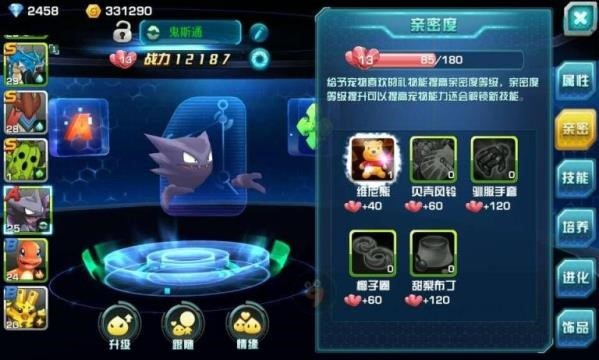 2458
331290
鬼斯通
13 战力12187
A
S
29
S
28
S
25
A
25
B
24
B
20
升级
跟随
情缘
亲密度
13 85/180
给予宠物喜欢的礼物能提高亲密度等级,亲密度
等级提升可以提高宠物能力还会解锁新技能。
1 0 0
维尼熊 贝壳风铃 驯服手套
+40 +60 +120
0 0
椰子圈 甜梨布丁
+60 +120
属性
亲密
技能
培养
进化
饰品